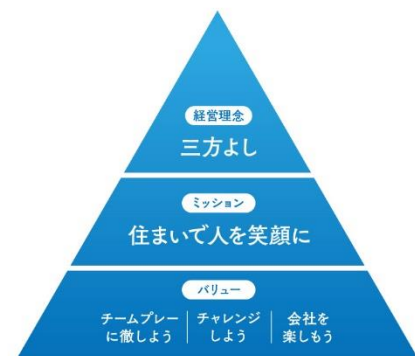 経営理念
三方よし
ミッション
住まいで人を笑顔に
バリュー
チームプレー
に徹しよう
チャレンジ
しよう
会社を
楽しもう